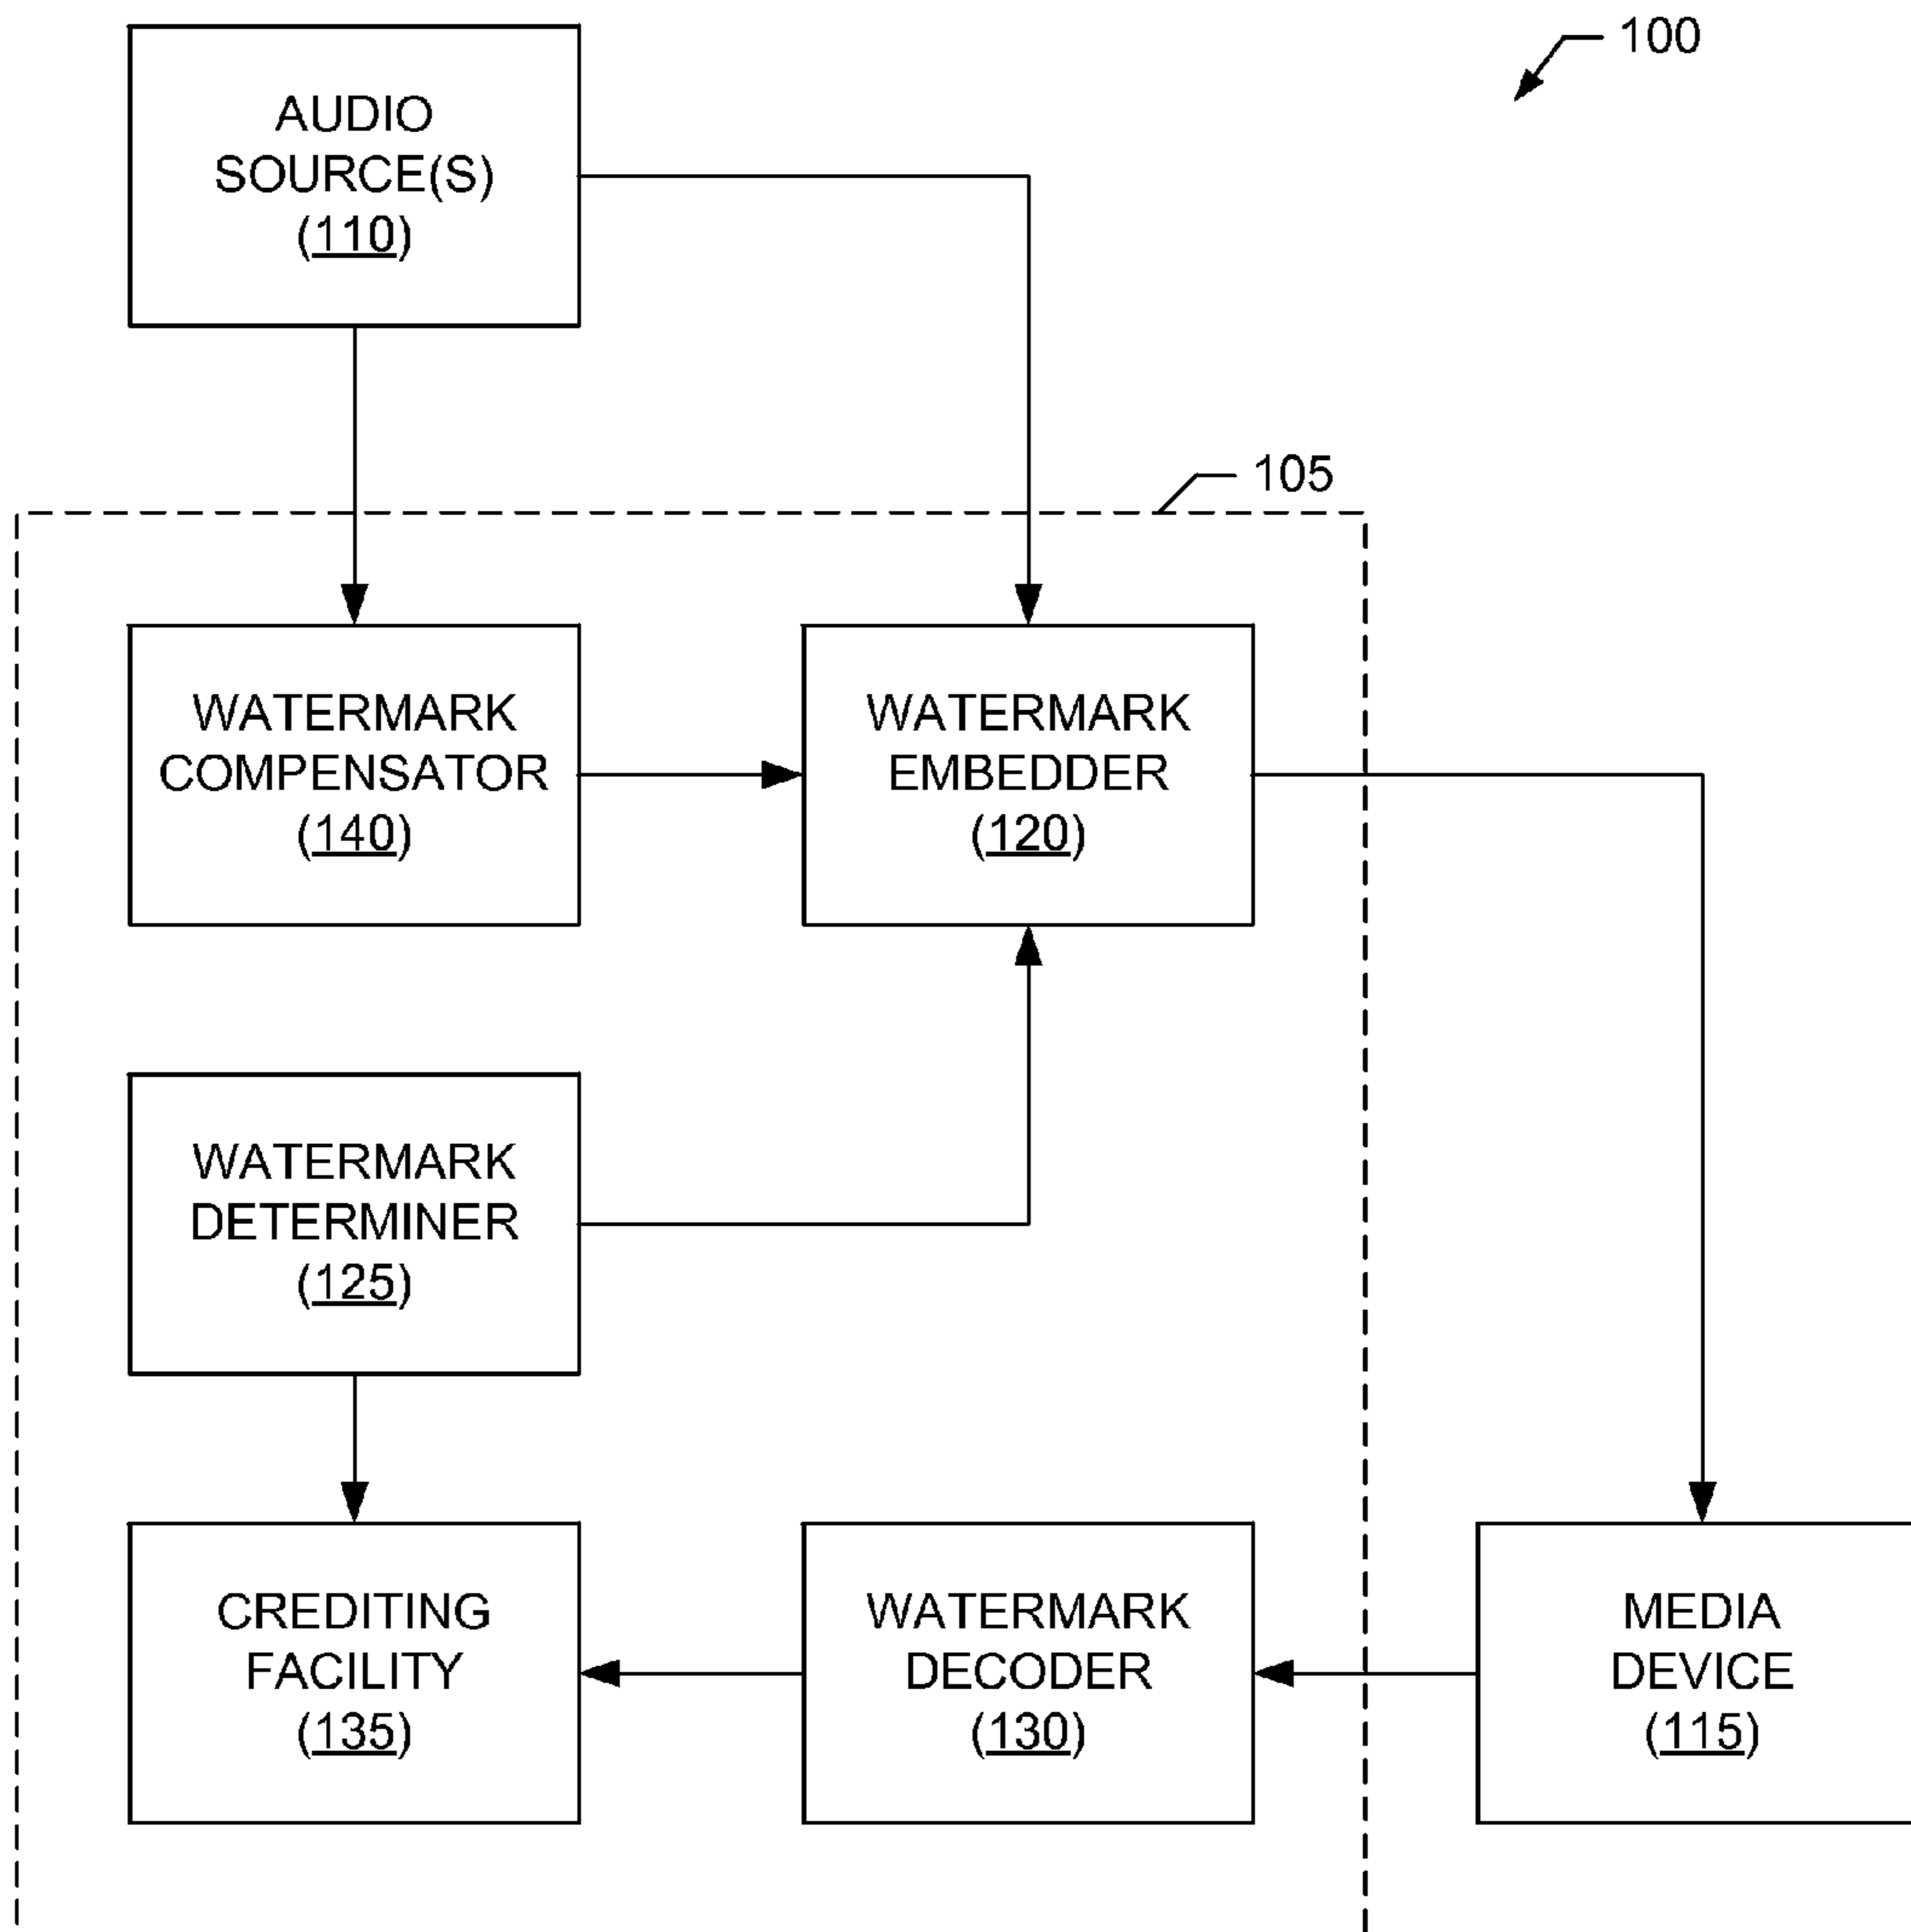 100
AUDIO
SOURCE(S)
(110)
105
WATERMARK
COMPENSATOR
(140)
WATERMARK
EMBEDDER
(120)
WATERMARK
DETERMINER
(125)
CREDITING
FACILITY
(135)
WATERMARK
DECODER
(130)
MEDIA
DEVICE
(115)